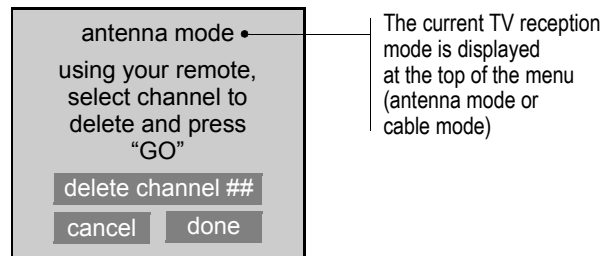 antenna mode
using your remote,
select channel to
delete and press
“GO”
delete channel ##
cancel done
The current TV reception
mode is displayed
at the top of the menu
(antenna mode or
cable mode)